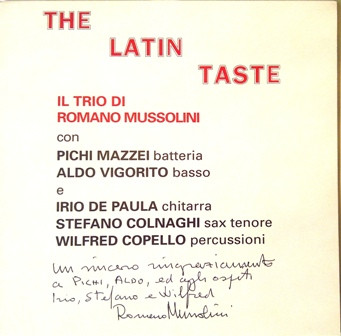 THE
LATIN
TASTE
IL TRIO DI
ROMANO MUSSOLINI
con
PICHI MAZZEI batteria
ALDO VIGORITO basso
e
IRIO DE PAULA chitarra
STEFANO COLNAGHI sax tenore
WILFRED COPELLO percussioni
un sincero ringraziamento
a PICHI, ALDO, ed agli ospiti
Irio, Stefano e Wilfred
Romano Mussolini